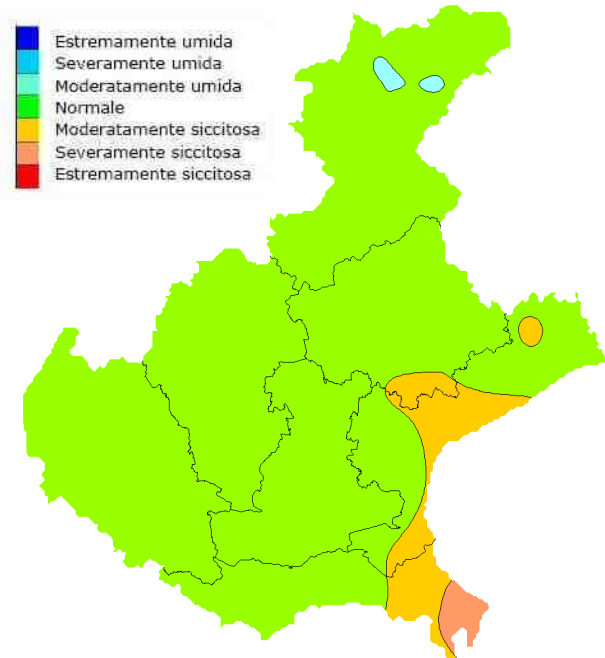 Estremamente umida
Severamente umida
Moderatamente umida
Normale
Moderatamente siccitosa
Severamente siccitosa
Estremamente siccitosa